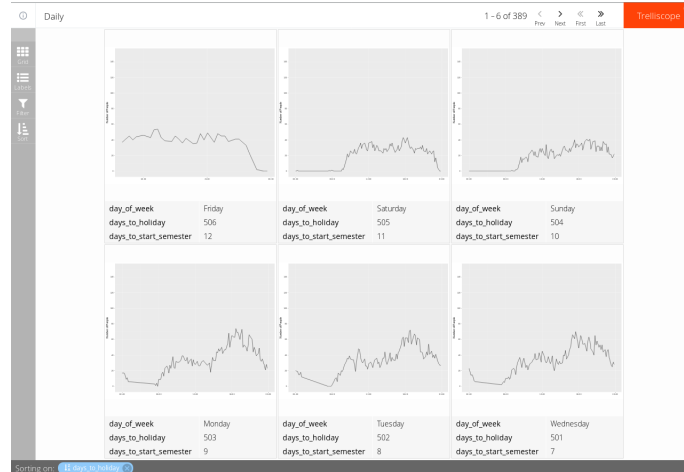 Daily
1 - 6 of 389
Prev Next First Last
Trelliscope
Grid
Labels
Filter
Sort
day_of_week Friday
days_to_holiday 506
days_to_start_semester 12
day_of_week Saturday
days_to_holiday 505
days_to_start_semester 11
day_of_week Sunday
days_to_holiday 504
days_to_start_semester 10
day_of_week Monday
days_to_holiday 503
days_to_start_semester 9
day_of_week Tuesday
days_to_holiday 502
days_to_start_semester 8
day_of_week Wednesday
days_to_holiday 501
days_to_start_semester 7
Sorting on: days_to_holiday